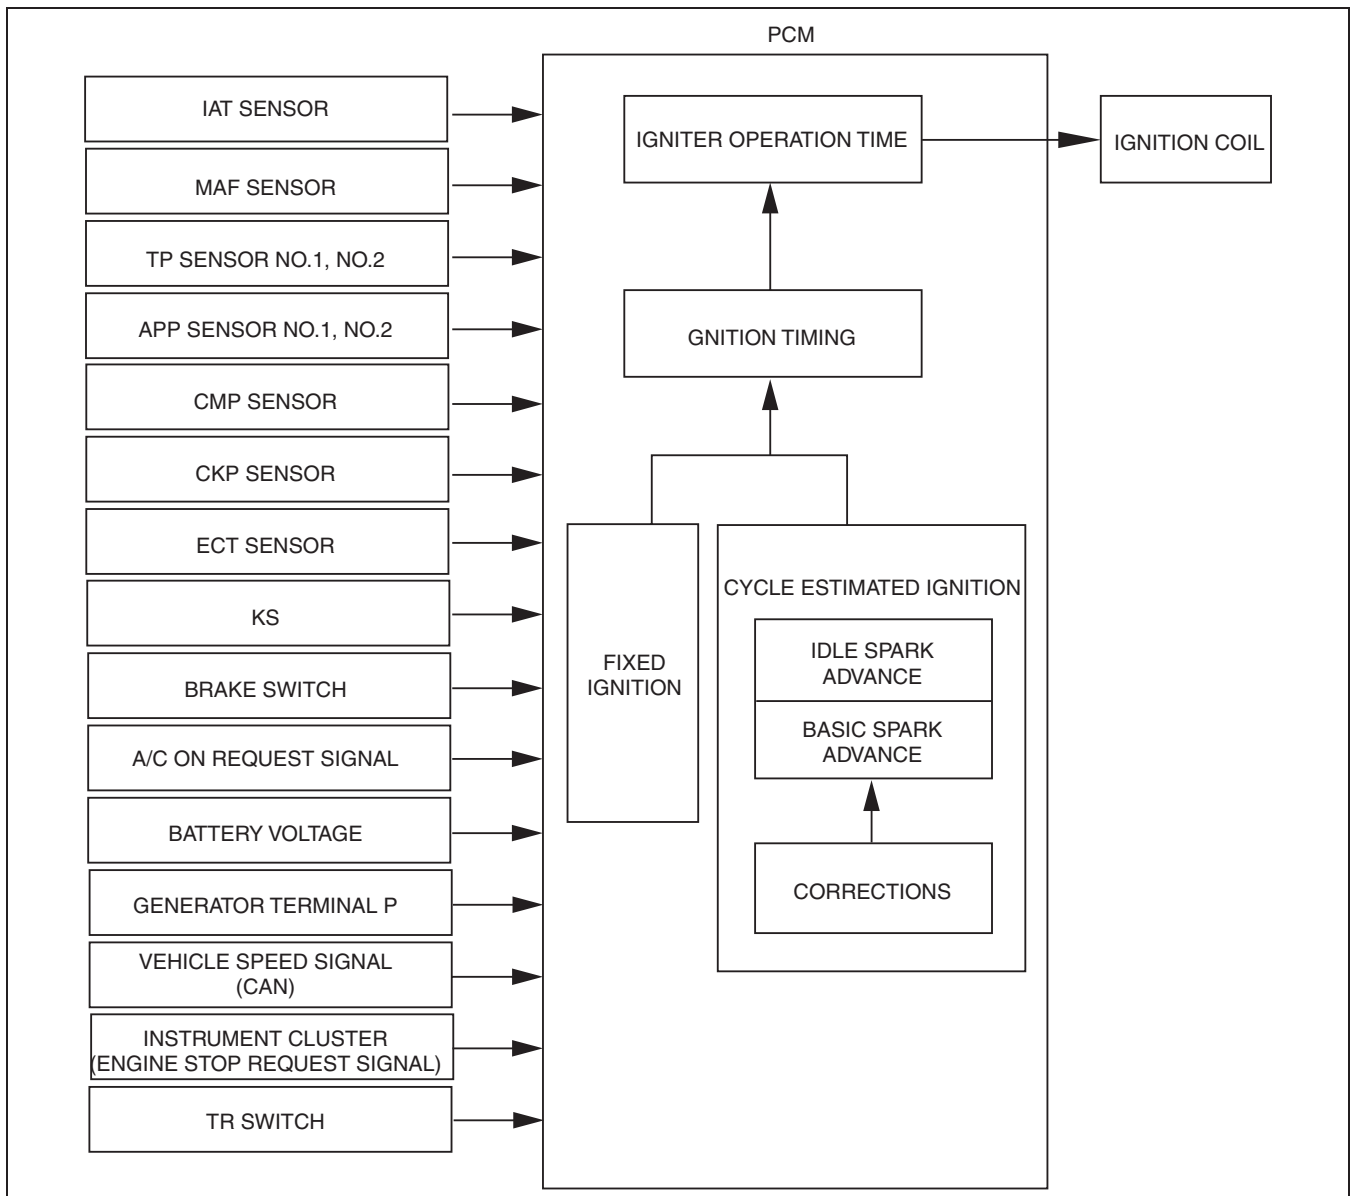 PCM
IAT SENSOR
MAF SENSOR
TP SENSOR NO.1, NO.2
APP SENSOR NO.1, NO.2
CMP SENSOR
CKP SENSOR
ECT SENSOR
KS
BRAKE SWITCH
A/C ON REQUEST SIGNAL
BATTERY VOLTAGE
GENERATOR TERMINAL P
VEHICLE SPEED SIGNAL
(CAN)
INSTRUMENT CLUSTER
(ENGINE STOP REQUEST SIGNAL)
TR SWITCH
IGNITER OPERATION TIME
IGNITION COIL
GNITION TIMING
FIXED
IGNITION
CYCLE ESTIMATED IGNITION
IDLE SPARK
ADVANCE
BASIC SPARK
ADVANCE
CORRECTIONS